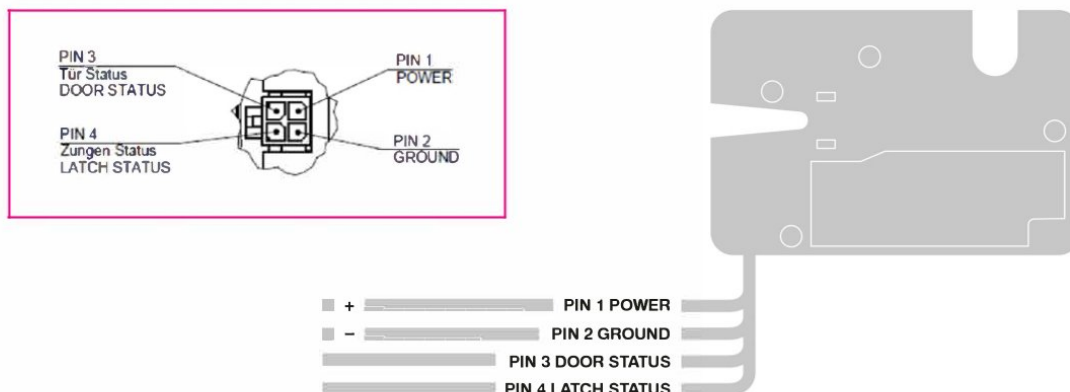 PIN 3
Tür Status
DOOR STATUS
PIN 1
POWER
PIN 4
Zungen Status
LATCH STATUS
PIN 2
GROUND
+ PIN 1 POWER
– PIN 2 GROUND
PIN 3 DOOR STATUS
PIN 4 LATCH STATUS